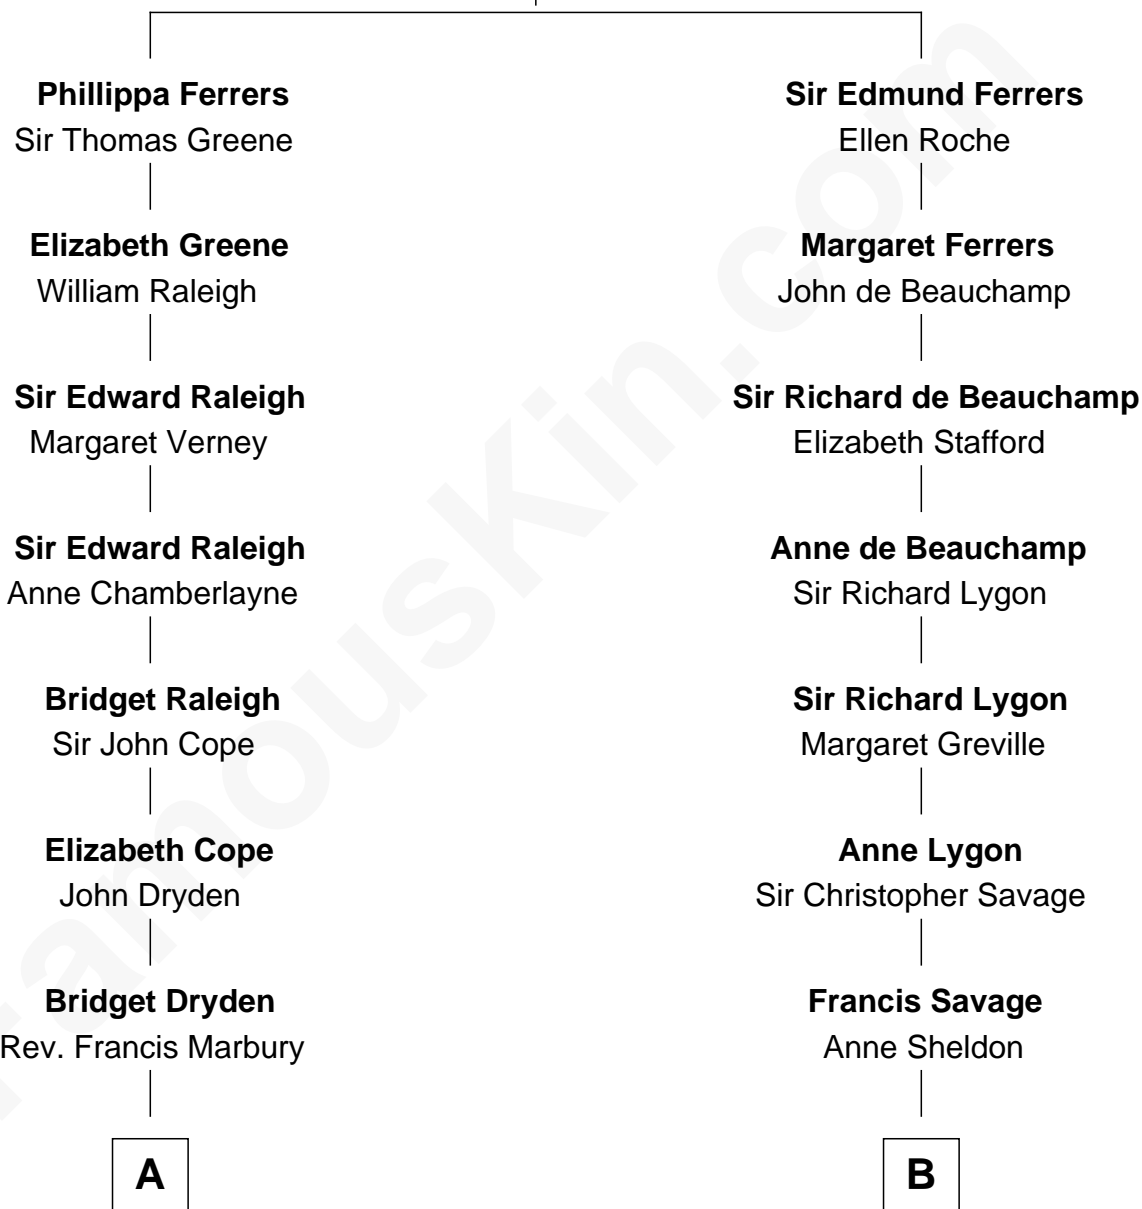 Phillippa Ferrers
Sir Thomas Greene
Elizabeth Greene
William Raleigh
Sir Edward Raleigh
Margaret Verney
Sir Edward Raleigh
Anne Chamberlayne
Bridget Raleigh
Sir John Cope
Elizabeth Cope
John Dryden
Bridget Dryden
Rev. Francis Marbury
A
Sir Edmund Ferrers
Ellen Roche
Margaret Ferrers
John de Beauchamp
Sir Richard de Beauchamp
Elizabeth Stafford
Anne de Beauchamp
Sir Richard Lygon
Sir Richard Lygon
Margaret Greville
Anne Lygon
Sir Christopher Savage
Francis Savage
Anne Sheldon
B
FamousKin.com